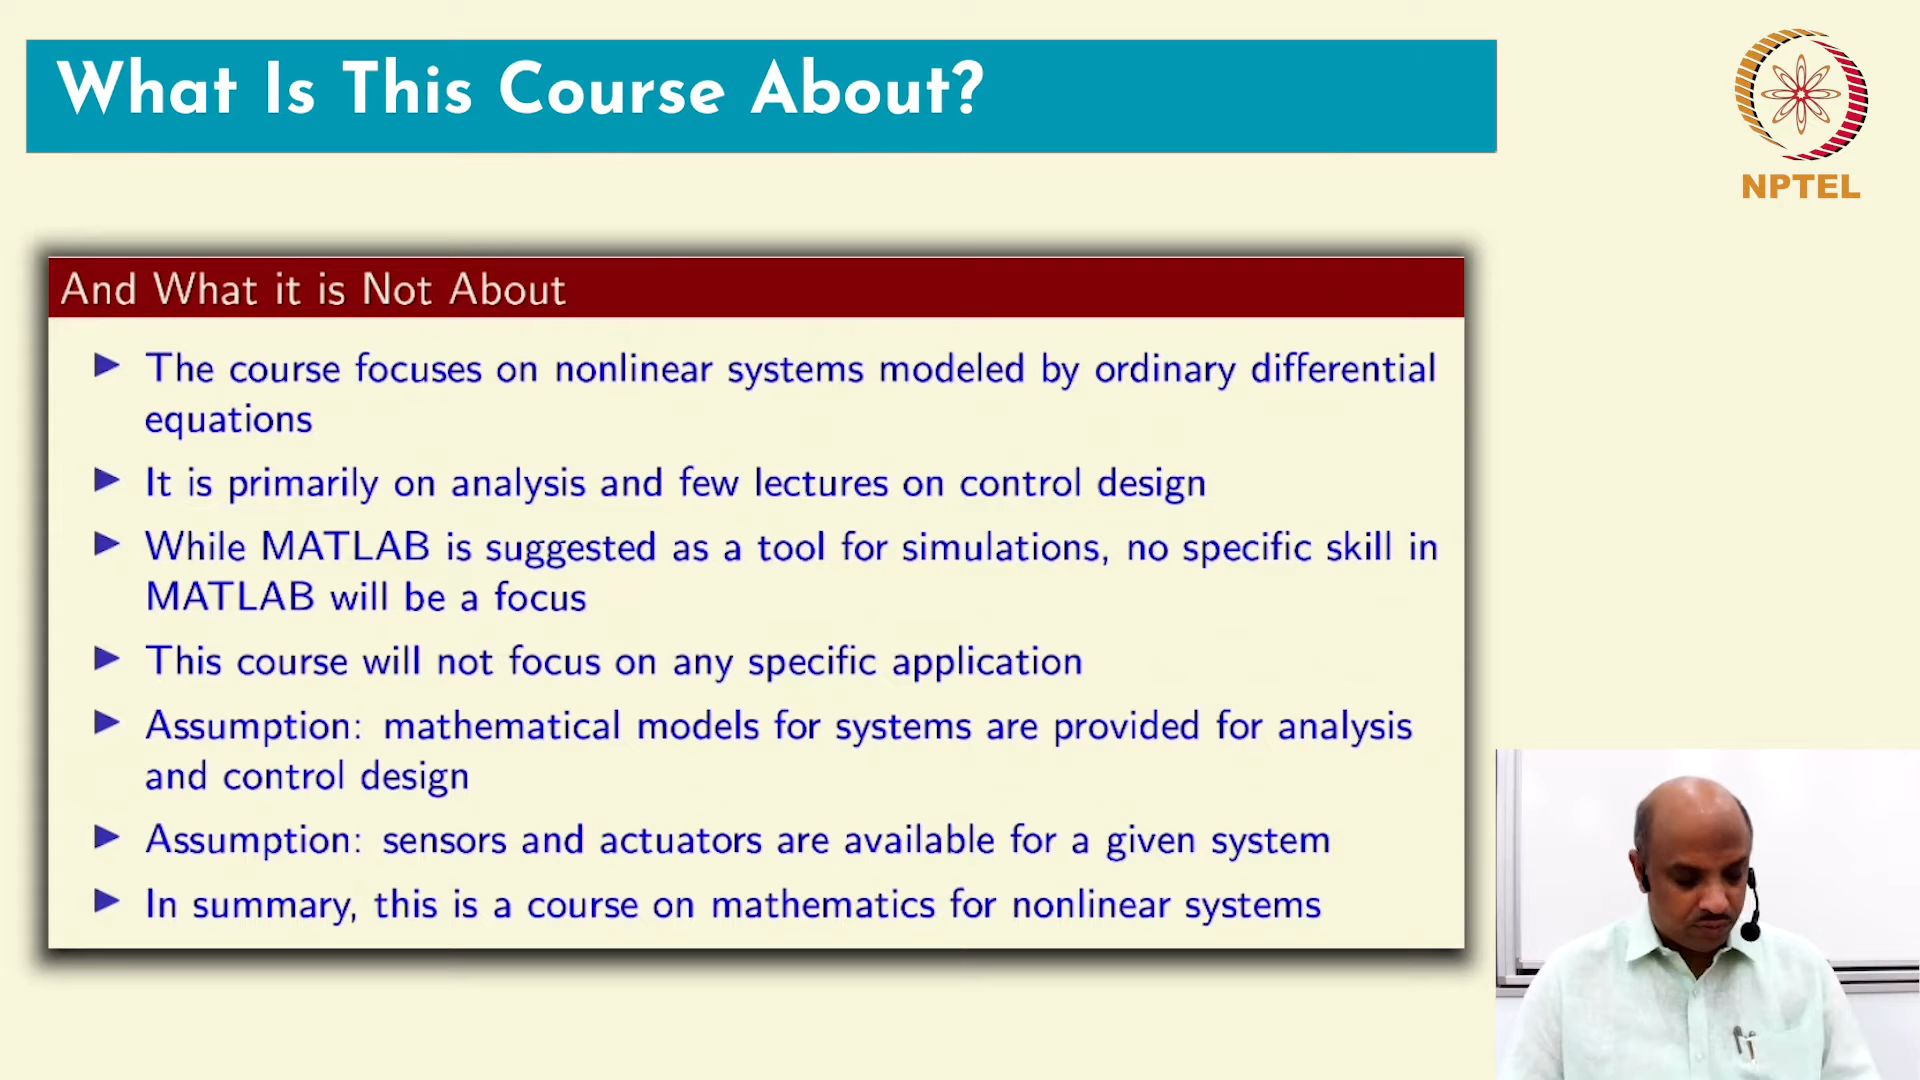 What Is This Course About?
NPTEL
And What it is Not About
The course focuses on nonlinear systems modeled by ordinary differential
equations
It is primarily on analysis and few lectures on control design
While MATLAB is suggested as a tool for simulations, no specific skill in
MATLAB will be a focus
This course will not focus on any specific application
Assumption: mathematical models for systems are provided for analysis
and control design
Assumption: sensors and actuators are available for a given system
In summary, this is a course on mathematics for nonlinear systems